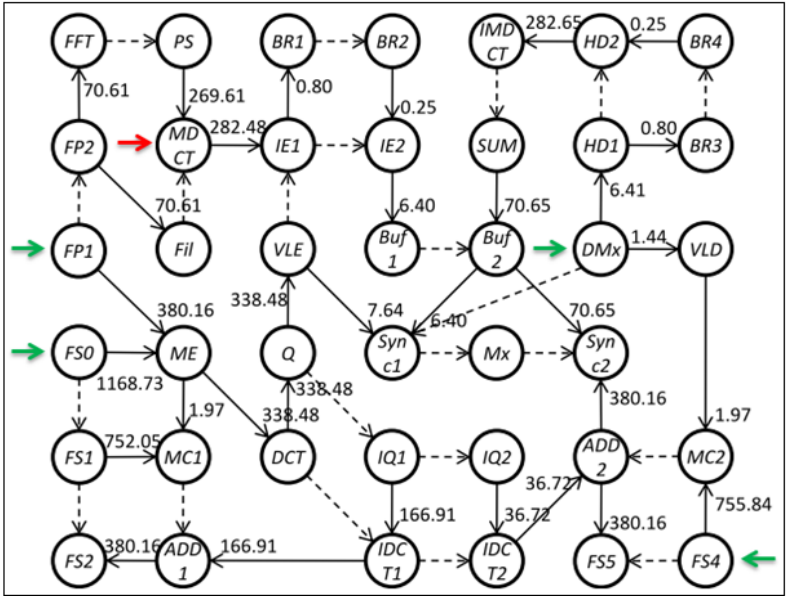 FFT PS BR1 BR2 IMD CT 282.65 HD2 0.25 BR4
70.61 269.61 0.80 0.25
FP2 MD CT 282.48 IE1 IE2 SUM HD1 0.80 BR3
70.61 6.40 70.65 6.41
FP1 Fil VLE Buf 1 Buf 2 DMx 1.44 VLD
380.16 338.48 7.64 6.40 70.65
FS0 ME Q Syn c1 Mx Syn c2
1168.73 1.97 338.48 338.48 380.16 1.97
FS1 752.05 MC1 DCT IQ1 IQ2 ADD 2 MC2
166.91 36.72 36.727 380.16 755.84
FS2 380.16 ADD 1 166.91 IDC T1 IDC T2 FS5 FS4